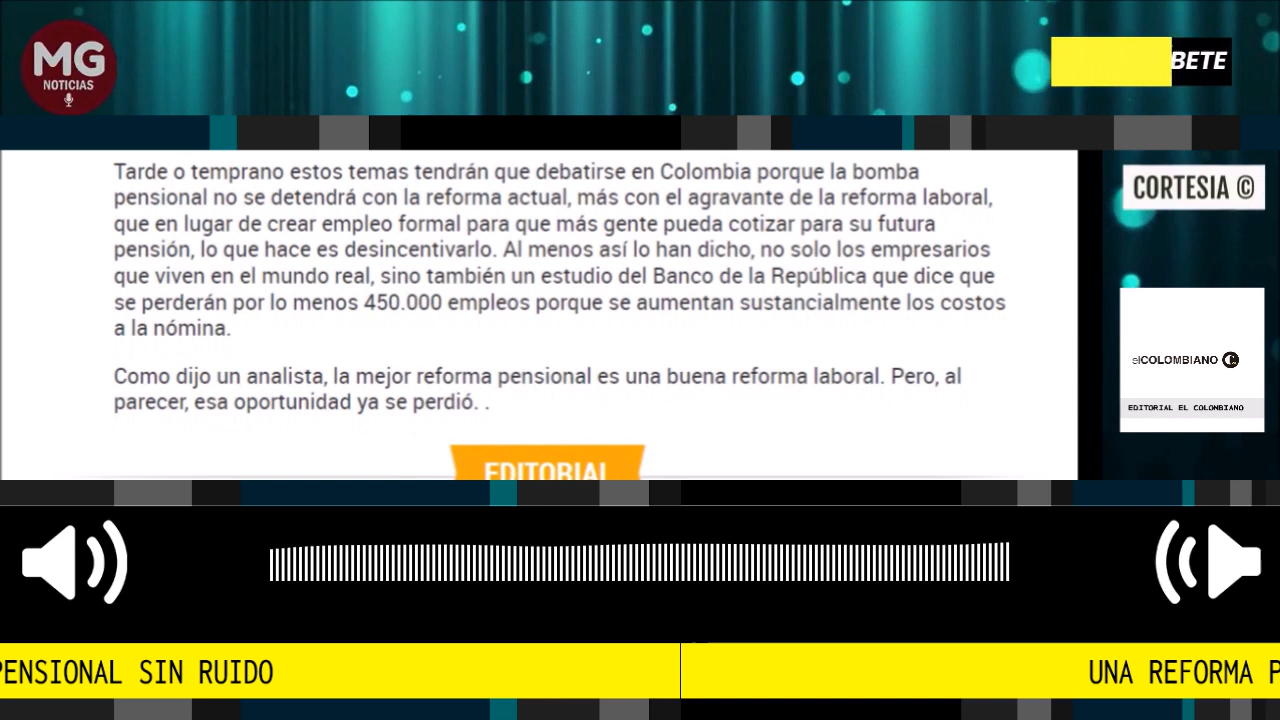 MG
NOTICIAS
BETE
Tarde o temprano estos temas tendrán que debatirse en Colombia porque la bomba
pensional no se detendrá con la reforma actual, más con el agravante de la reforma laboral,
que en lugar de crear empleo formal para que más gente pueda cotizar para su futura
pensión, lo que hace es desincentivarlo. Al menos así lo han dicho, no solo los empresarios
que viven en el mundo real, sino también un estudio del Banco de la República que dice que
se perderán por lo menos 450.000 empleos porque se aumentan sustancialmente los costos
a la nómina.
Como dijo un analista, la mejor reforma pensional es una buena reforma laboral. Pero, al
parecer, esa oportunidad ya se perdió. .
EDITORIAL
CORTESIA ©
elCOLOMBIANO C
EDITORIAL EL COLOMBIANO
PENSIONAL SIN RUIDO
UNA REFORMA P